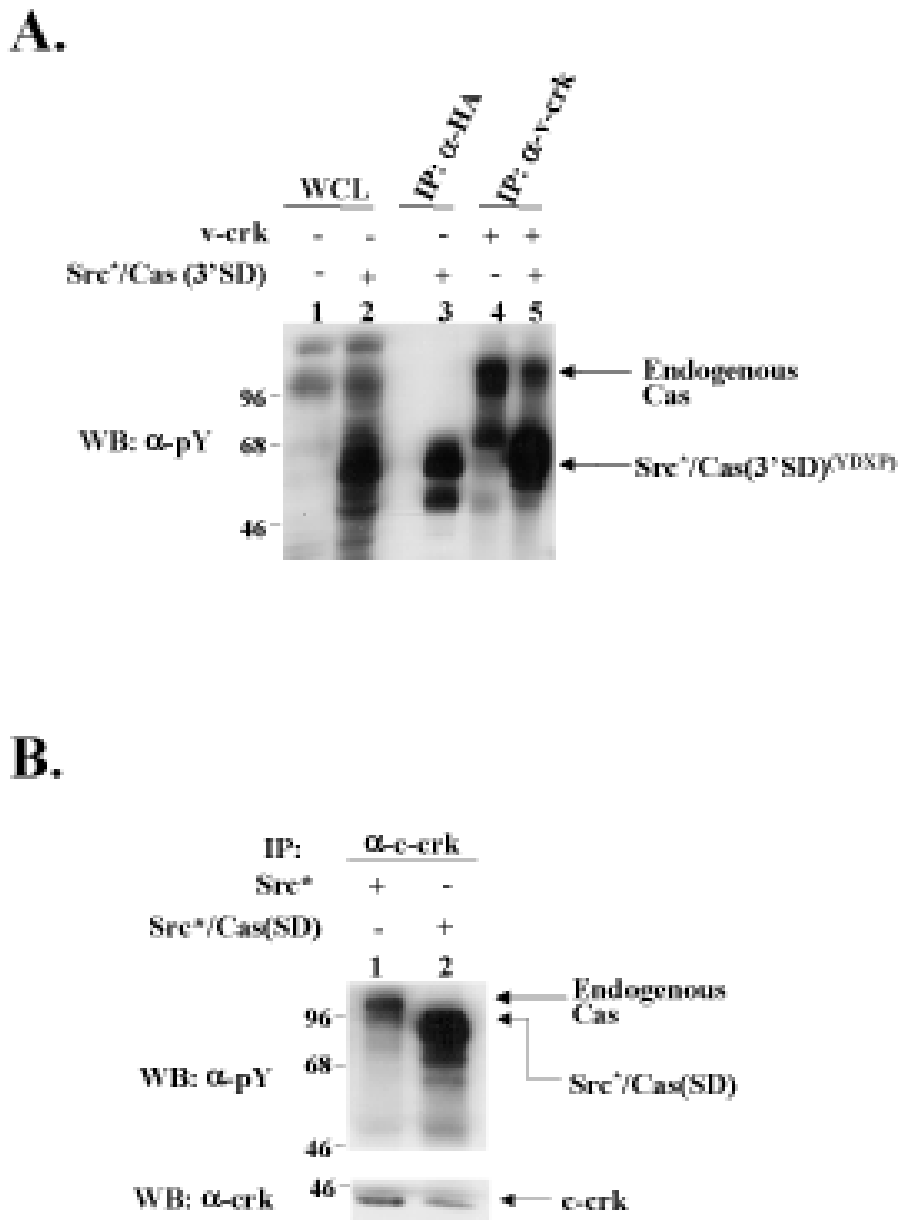 A.
WCL IP: α-HA IP: α-v-crk
v-crk - - - + +
Src*/Cas (3'SD) - + + - +
1 2 3 4 5
Endogenous
Cas
96
WB: α-pY
68
Src*/Cas(3'SD)(YDXP)
46
B.
IP: α-c-crk
Src* + -
Src*/Cas(SD) - +
1 2
Endogenous
Cas
96
68
WB: α-pY
Src*/Cas(SD)
46
46
WB: α-crk
c-crk